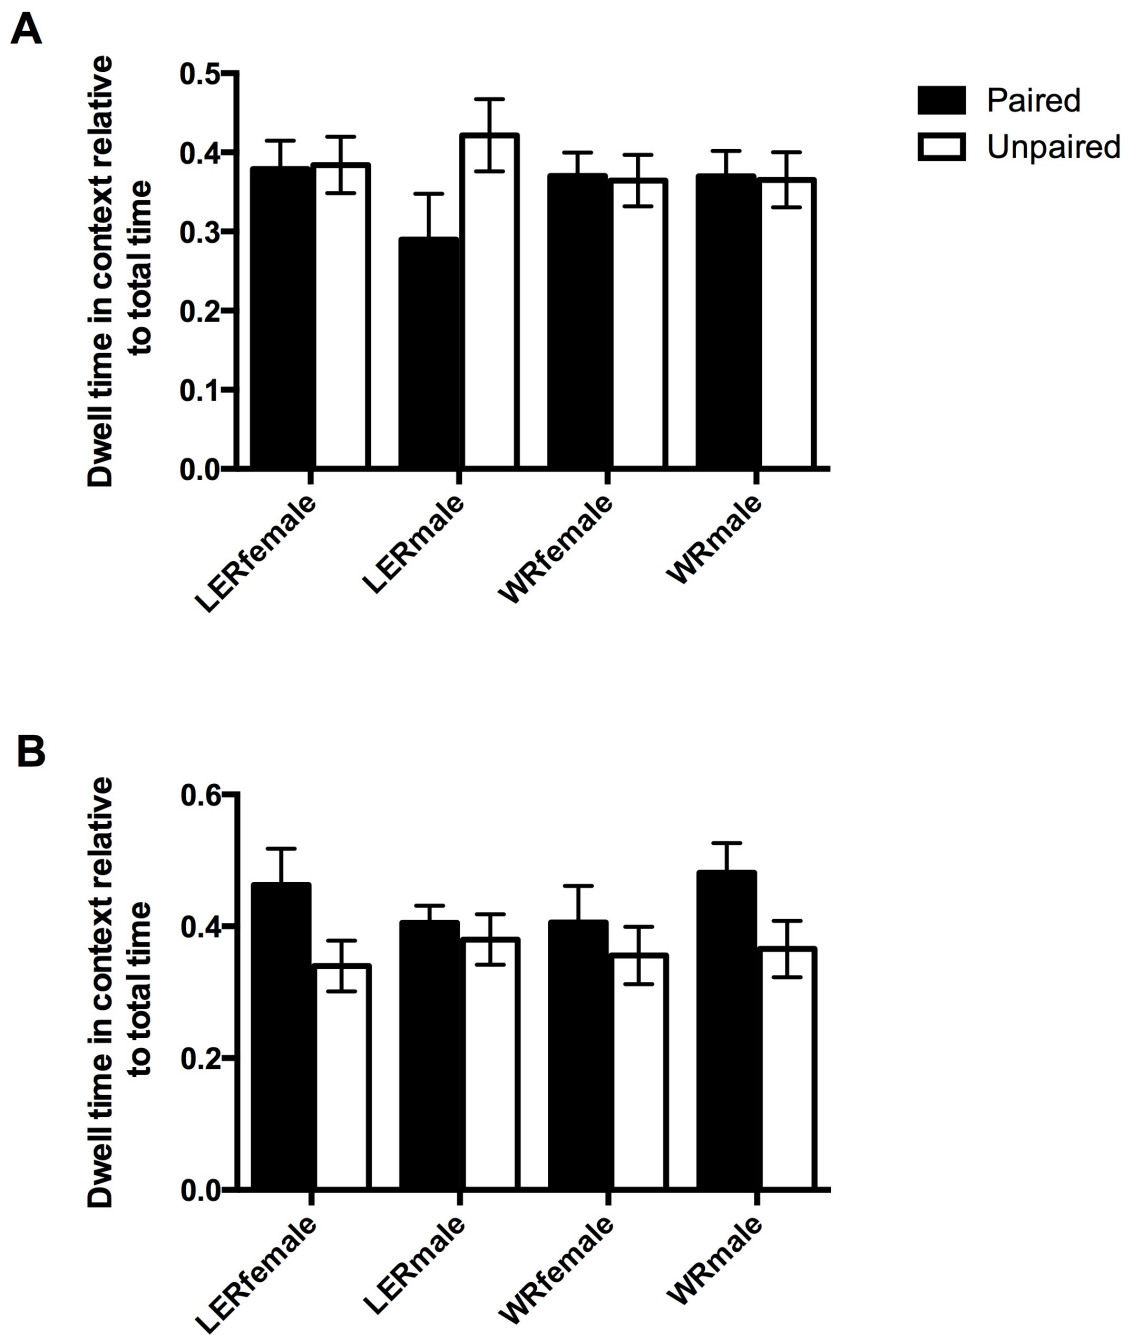 A
Dwell time in context relative
to total time
0.5
0.4
0.3
0.2
0.1
0.0
LERfemale
LERmale
WRfemale
WRmale
Paired
Unpaired
B
Dwell time in context relative
to total time
0.6
0.4
0.2
0.0
LERfemale
LERmale
WRfemale
WRmale